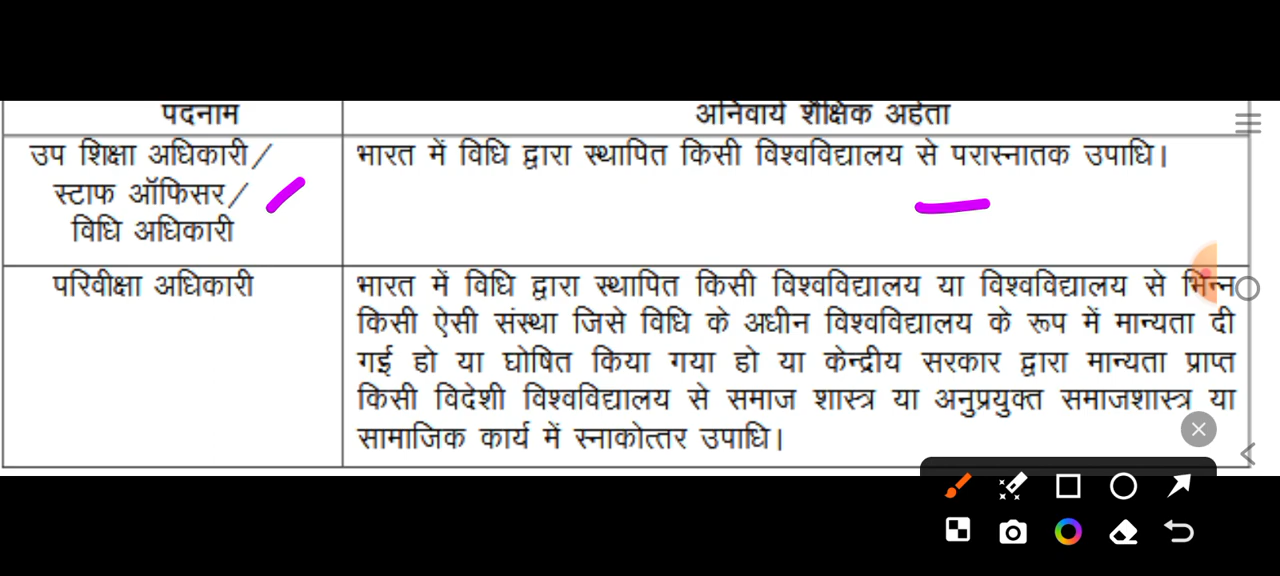 पदनाम अनिवार्य शैक्षिक अर्हता
उप शिक्षा अधिकारी/ भारत में विधि द्वारा स्थापित किसी विश्वविद्यालय से परास्नातक उपाधि।
स्टाफ ऑफिसर/
विधि अधिकारी
परिवीक्षा अधिकारी भारत में विधि द्वारा स्थापित किसी विश्वविद्यालय या विश्वविद्यालय से भिन्न
किसी ऐसी संस्था जिसे विधि के अधीन विश्वविद्यालय के रूप में मान्यता दी
गई हो या घोषित किया गया हो या केन्द्रीय सरकार द्वारा मान्यता प्राप्त
किसी विदेशी विश्वविद्यालय से समाज शास्त्र या अनुप्रयुक्त समाजशास्त्र या
सामाजिक कार्य में स्नाकोत्तर उपाधि।